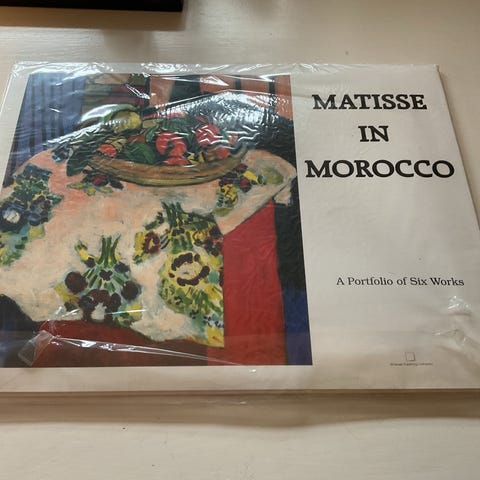 MATISSE
IN
MOROCCO
A Portfolio of Six Works